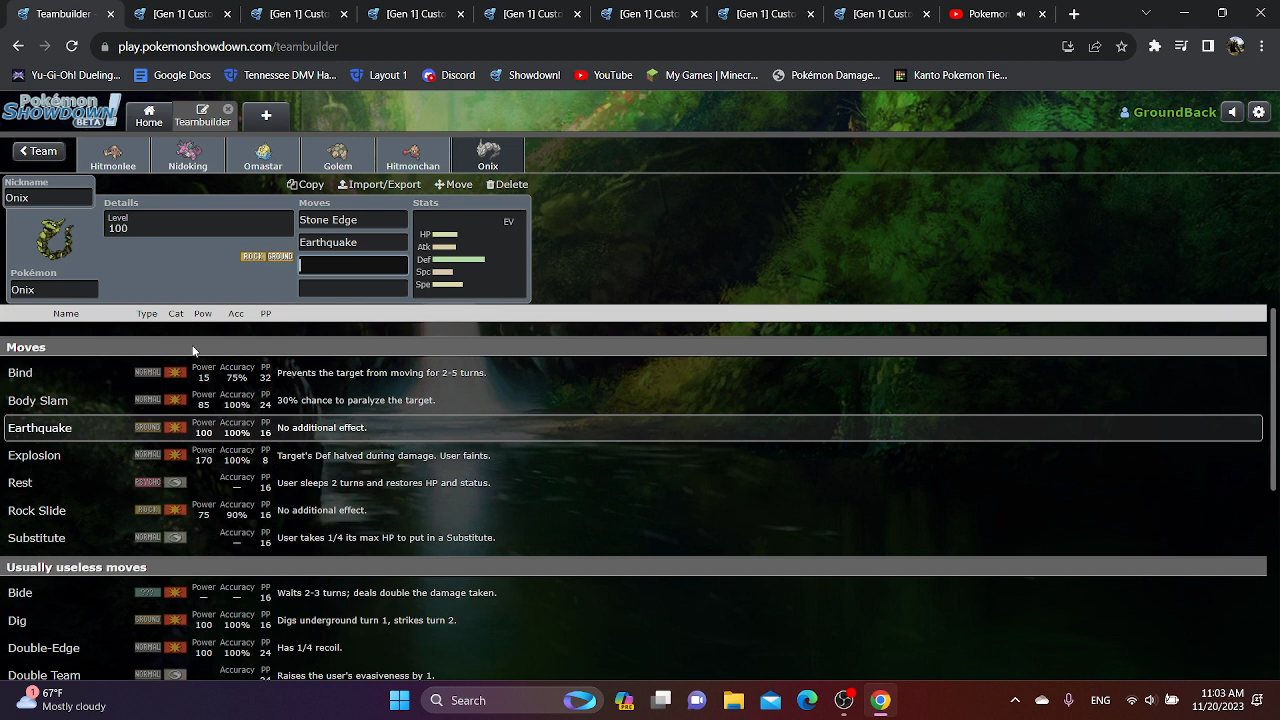 Teambuilder - [Gen 1] Custo [Gen 1] Custo [Gen 1] Custo [Gen 1] Custo [Gen 1] Custo [Gen 1] Custo [Gen 1] Custo Pokemon
play.pokemonshowdown.com/teambuilder
Yu-Gi-Oh! Dueling... Google Docs Tennessee DMV Ha... Layout 1 Discord Showdown! YouTube My Games | Minecr... Pokémon Damage... Kanto Pokemon Tie...
Pokémon SHOWDOWN! BETA
Home Teambuilder GroundBack
Team Hitmonlee Nidoking Omastar Golem Hitmonchan Onix
Copy Import/Export Move Delete
Nickname
Onix
Details
Level
100
ROCK GROUND
Pokémon
Onix
Moves
Stone Edge
Earthquake
Stats
EV
HP
Atk
Def
Spc
Spe
Name Type Cat Pow Acc PP
Moves
Bind NORMAL Power 15 Accuracy 75% PP 32 Prevents the target from moving for 2-5 turns.
Body Slam NORMAL Power 85 Accuracy 100% PP 24 30% chance to paralyze the target.
Earthquake GROUND Power 100 Accuracy 100% PP 16 No additional effect.
Explosion NORMAL Power 170 Accuracy 100% PP 8 Target's Def halved during damage. User faints.
Rest PSYCHC Accuracy — PP 16 User sleeps 2 turns and restores HP and status.
Rock Slide ROCK Power 75 Accuracy 90% PP 16 No additional effect.
Substitute NORMAL Accuracy — PP 16 User takes 1/4 its max HP to put in a Substitute.
Usually useless moves
Bide ??? Power — Accuracy — PP 16 Waits 2-3 turns; deals double the damage taken.
Dig GROUND Power 100 Accuracy 100% PP 16 Digs underground turn 1, strikes turn 2.
Double-Edge NORMAL Power 100 Accuracy 100% PP 24 Has 1/4 recoil.
Double Team NORMAL Accuracy PP 24 Raises the user's evasiveness by 1.
1 67°F
Mostly cloudy
Search
PRE
ENG
11:03 AM
11/20/2023